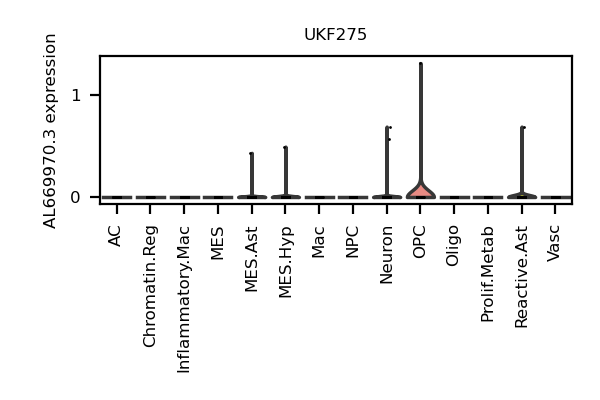 UKF275
AL669970.3 expression
1
0
AC
Chromatin.Reg
Inflammatory.Mac
MES
MES.Ast
MES.Hyp
Mac
NPC
Neuron
OPC
Oligo
Prolif.Metab
Reactive.Ast
Vasc